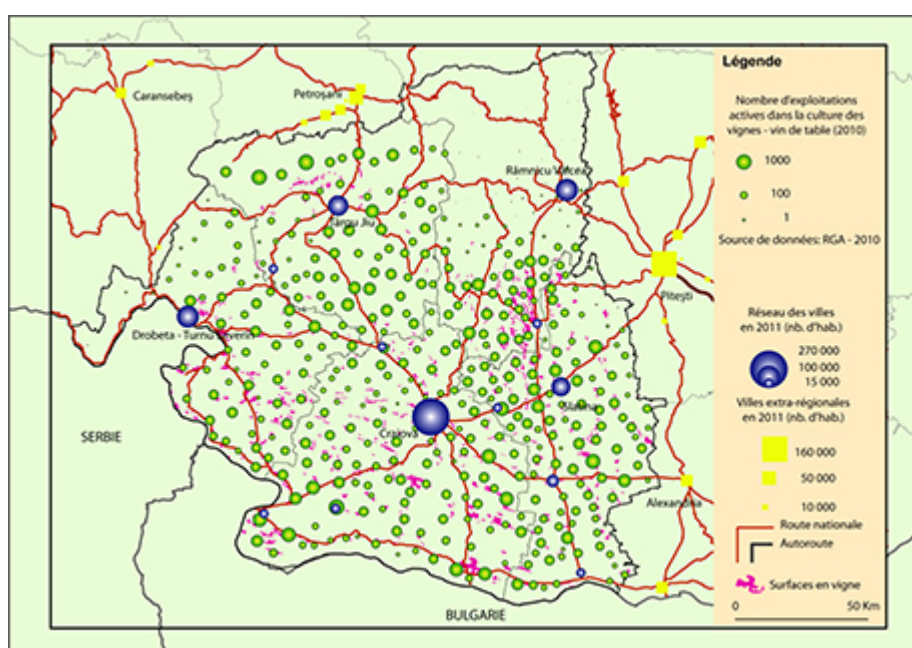 Légende
Nombre d'exploitations
actives dans la culture des
vignes - vin de table (2010)
1000
100
1
Source de données: RGA - 2010
Réseau des villes
en 2011 (nb. d'hab.)
270 000
100 000
15 000
Villes extra-régionales
en 2011 (nb. d'hab.)
160 000
50 000
10 000
Route nationale
Autoroute
Surfaces en vigne
0 50 Km
Caransebeş
Petroşani
Râmnicu Vâlcea
Târgu Jiu
Piteşti
Drobeta - Turnu Severin
Slatina
Craiova
SERBIE
Alexandria
BULGARIE